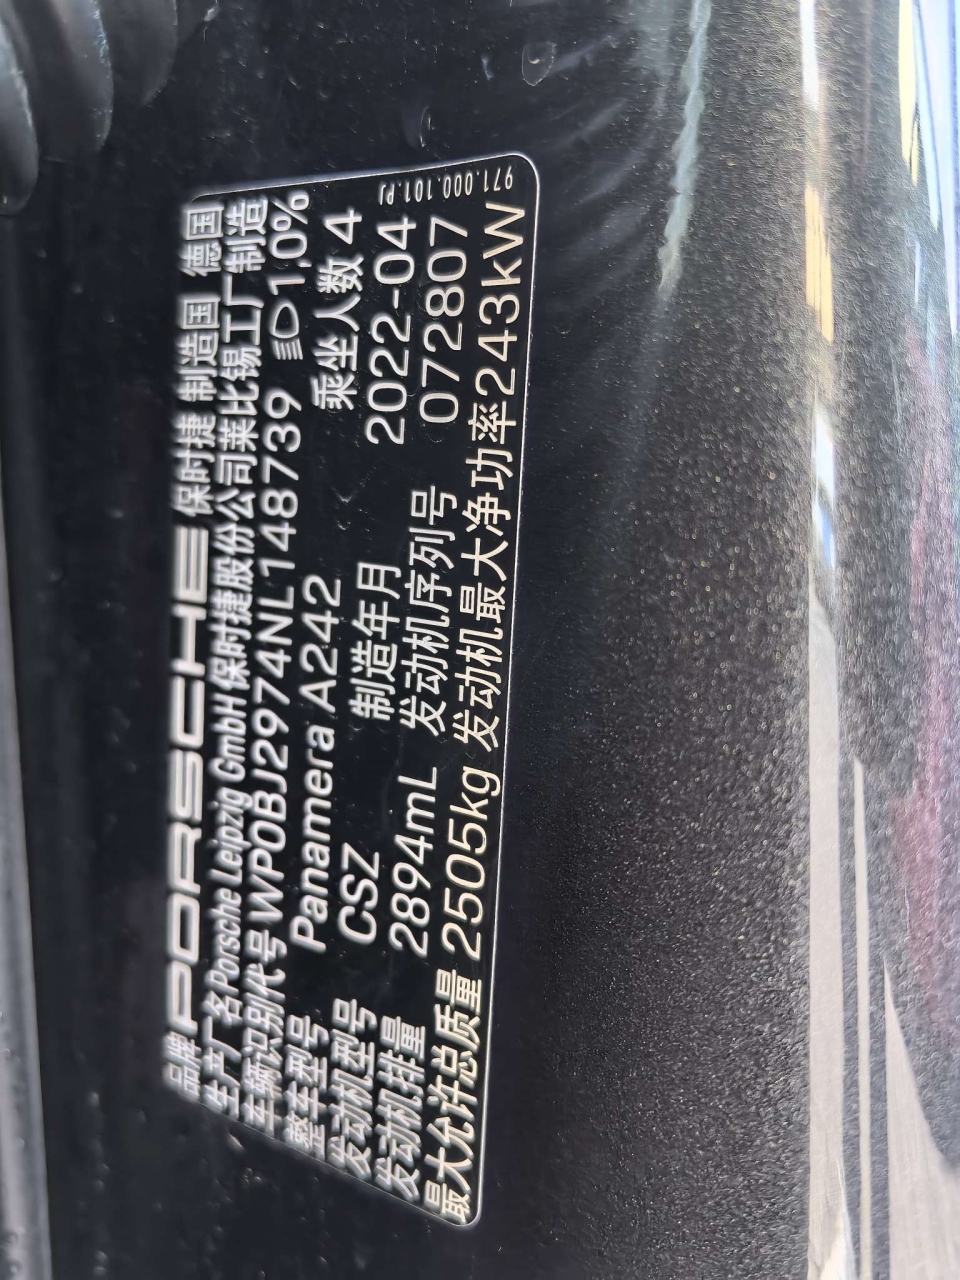 品牌 PORSCHE 保时捷 制造国 德国
生产厂名 Porsche Leipzig GmbH 保时捷股份公司莱比锡工厂制造
车辆识别代号 WP0BJ2974NL148739 1,0%
整车型号 Panamera A242 乘坐人数 4
发动机型号 CSZ 制造年月 2022-04
发动机排量 2894mL 发动机序列号 072807
最大允许总质量 2505kg 发动机最大净功率 243kW
971.000.101.PJ